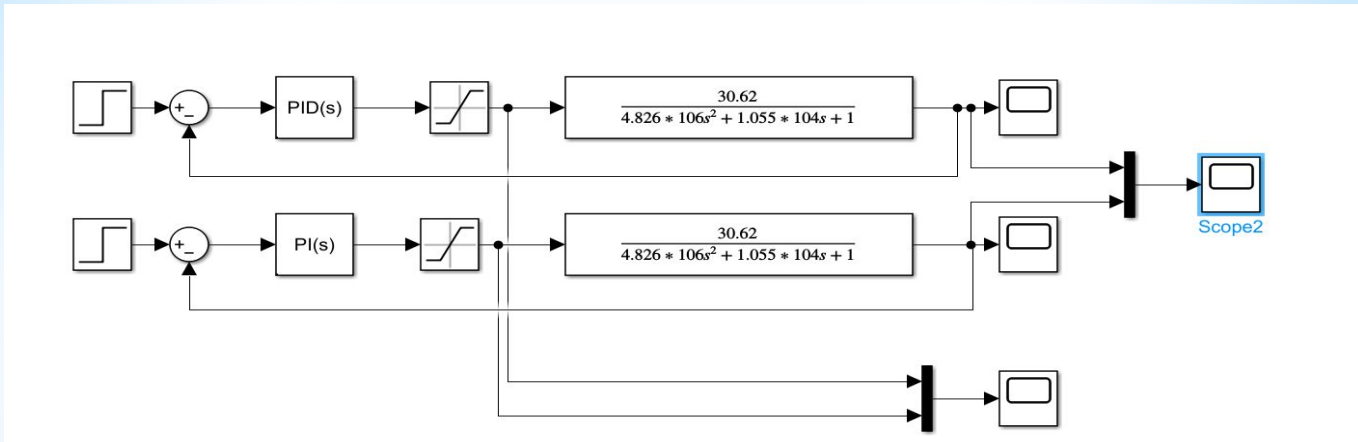 PID(s)
30.62
4.826 * 106s² + 1.055 * 104s + 1
PI(s)
30.62
4.826 * 106s² + 1.055 * 104s + 1
Scope2